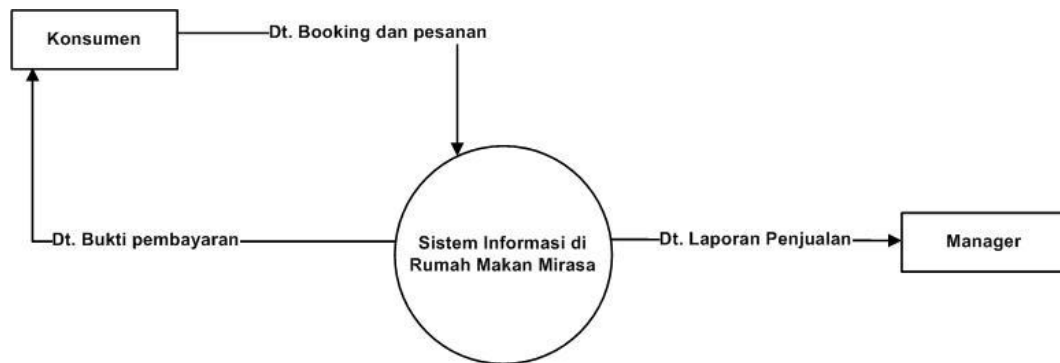 Konsumen
Dt. Booking dan pesanan
Dt. Bukti pembayaran
Sistem Informasi di
Rumah Makan Mirasa
Dt. Laporan Penjualan
Manager